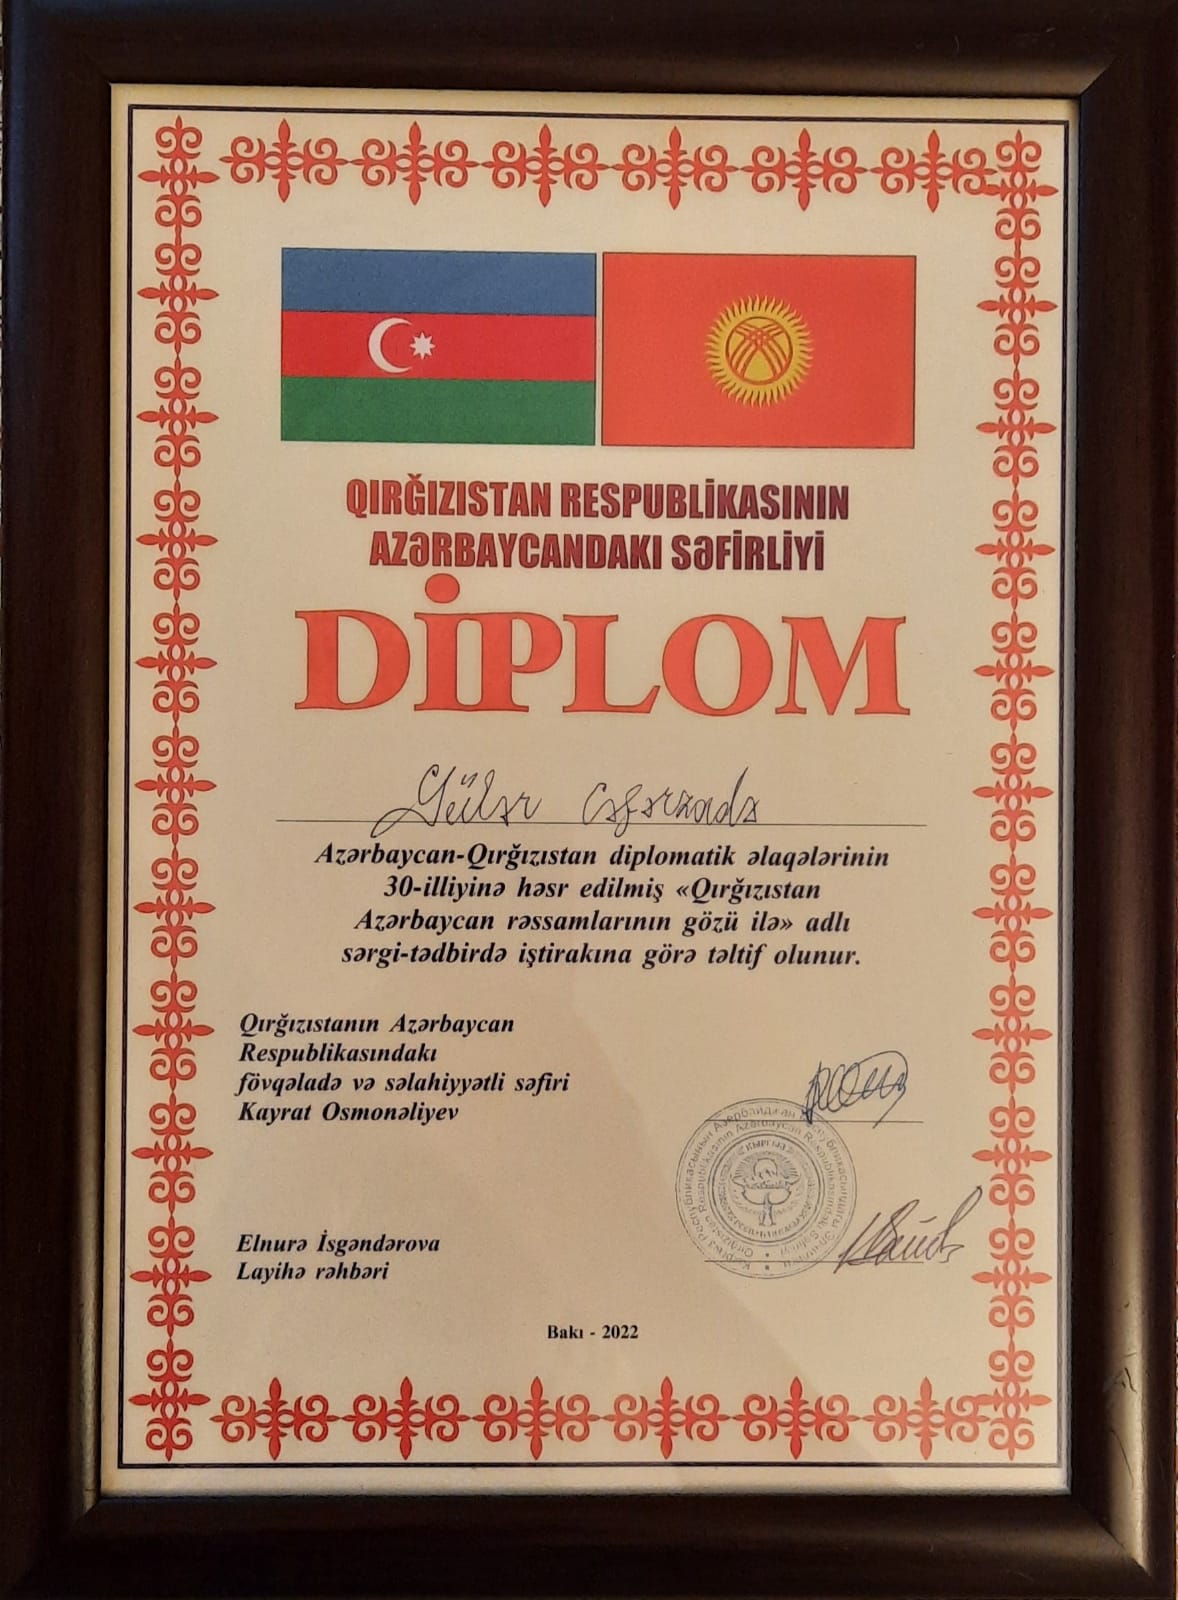 QIRĞIZISTAN RESPUBLİKASININ
AZƏRBAYCANDAKI SƏFİRLİYİ
DİPLOM
Gülər Cəfərzadə
Azərbaycan-Qırğızıstan diplomatik əlaqələrinin
30-illiyinə həsr edilmiş «Qırğızıstan
Azərbaycan rəssamlarının gözü ilə» adlı
sərgi-tədbirdə iştirakına görə təltif olunur.
Qırğızıstanın Azərbaycan
Respublikasındakı
fövqəladə və səlahiyyətli səfiri
Kayrat Osmonəliyev
Elnurə İsgəndərova
Layihə rəhbəri
Bakı - 2022